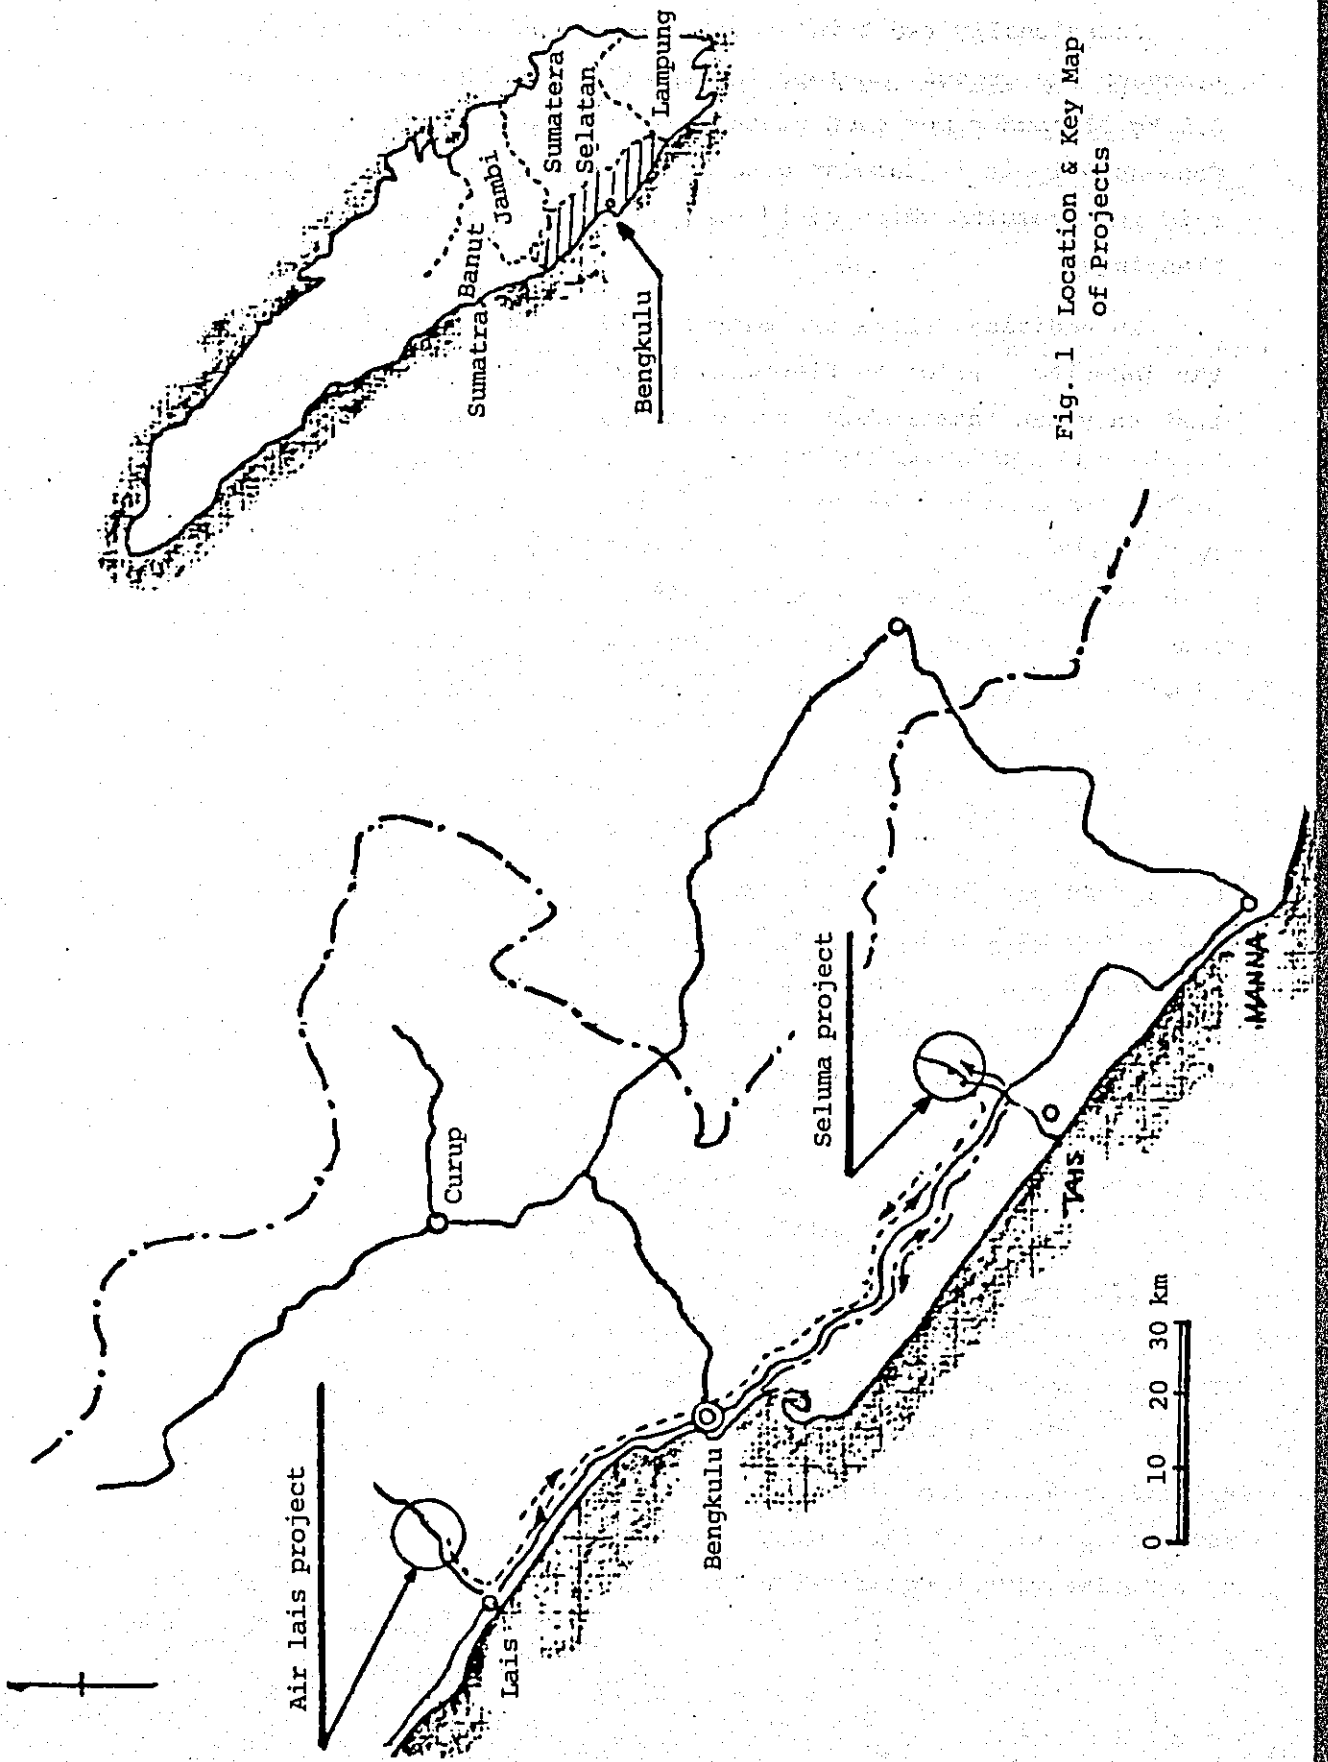 Air lais project
Lais
Bengkulu
Curup
Seluma project
TAIS
MANNA
0 10 20 30 km
Sumatra Banut
Jambi
Sumatera
Selatan
Lampung
Bengkulu
Fig. 1 Location & Key Map
of Projects